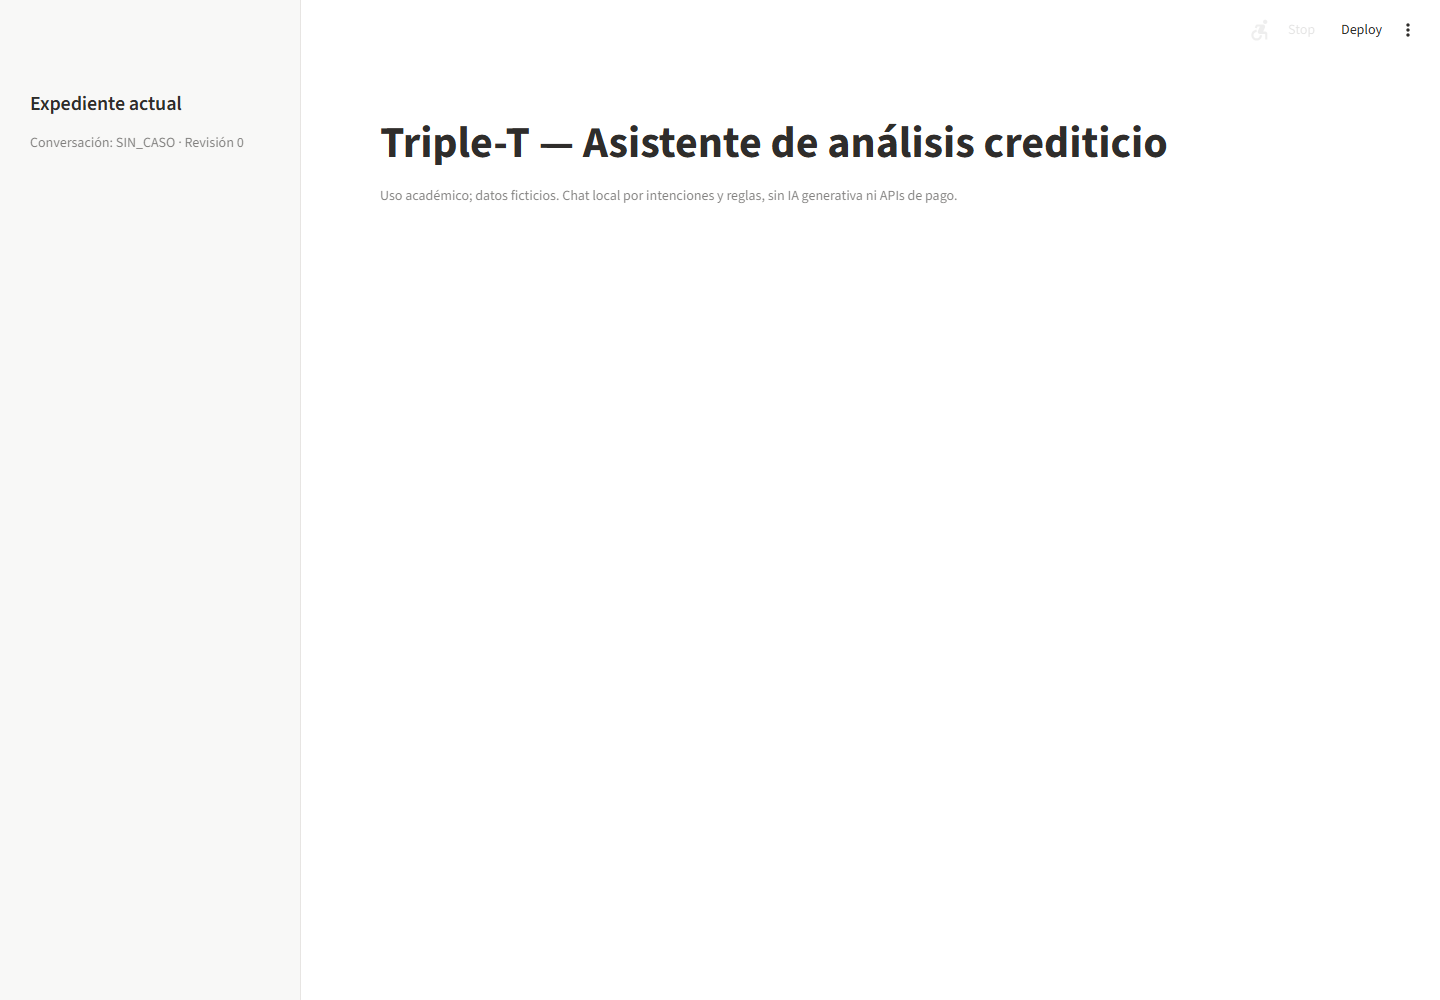 Stop
Deploy
Expediente actual
Conversación: SIN_CASO · Revisión 0
Triple-T — Asistente de análisis crediticio
Uso académico; datos ficticios. Chat local por intenciones y reglas, sin IA generativa ni APIs de pago.